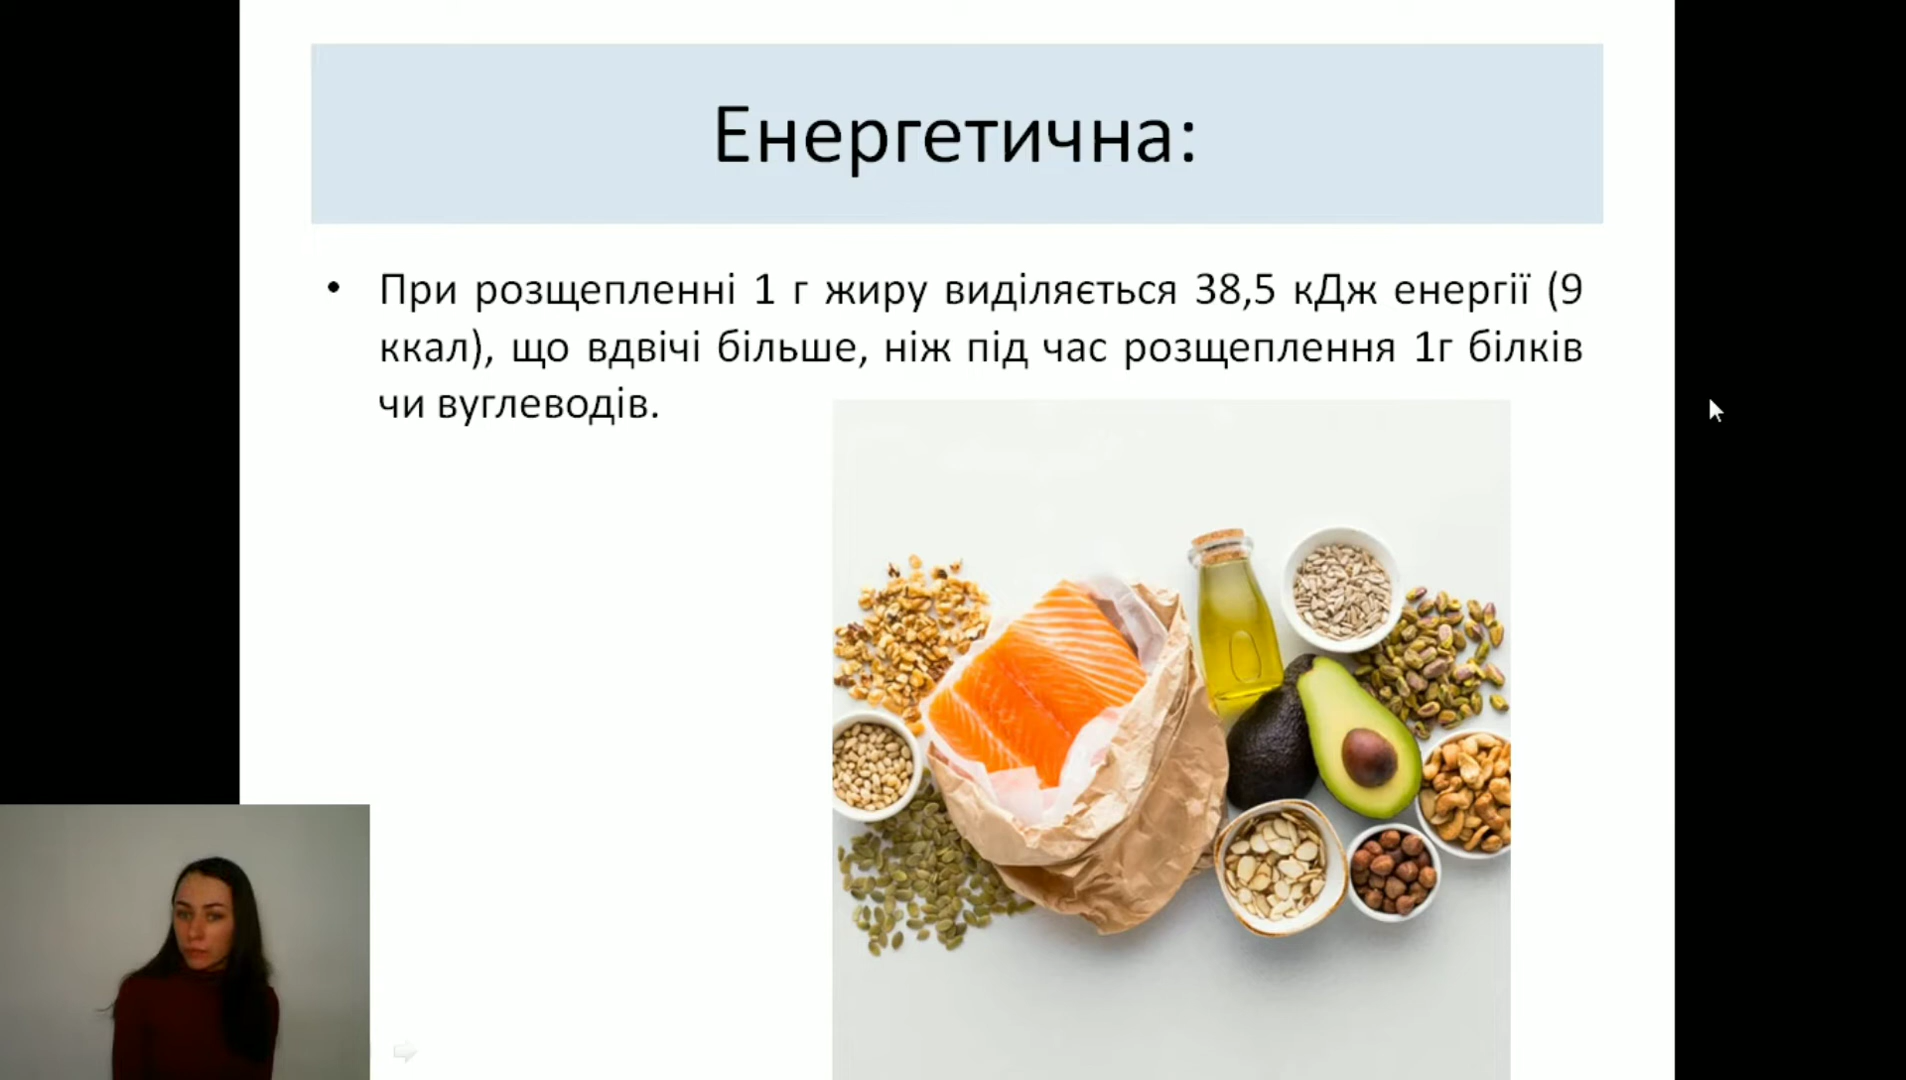 Енергетична:
• При розщепленні 1 г жиру виділяється 38,5 кДж енергії (9
ккал), що вдвічі більше, ніж під час розщеплення 1г білків
чи вуглеводів.